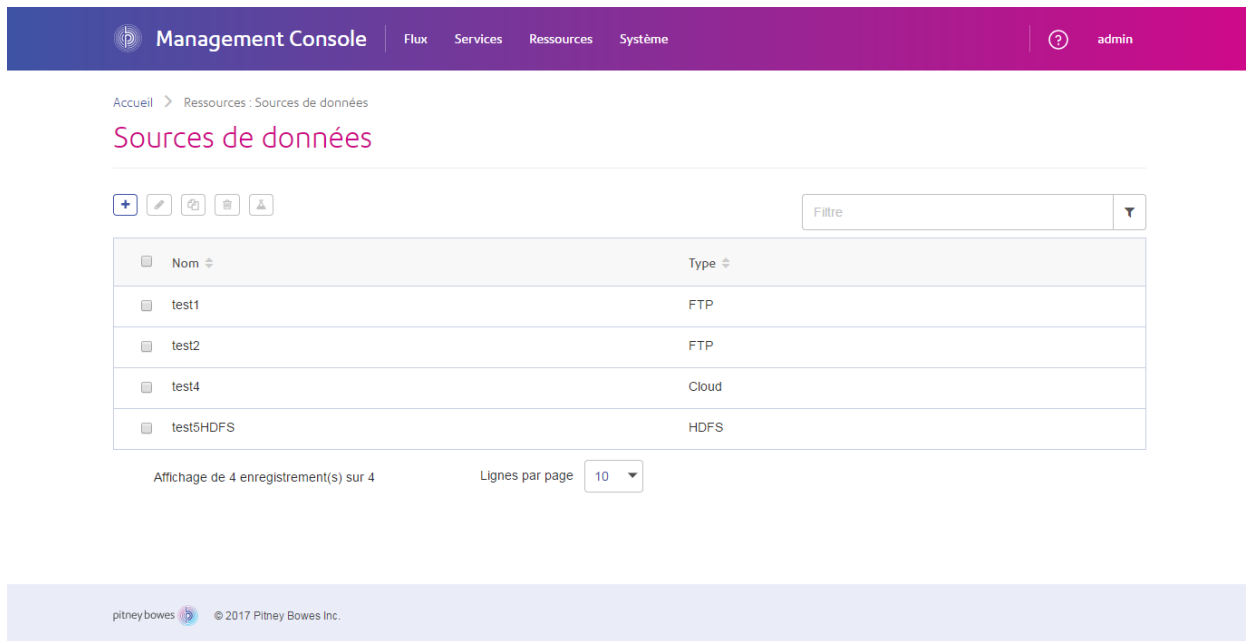 Management Console Flux Services Ressources Système ? admin
Accueil > Ressources : Sources de données
Sources de données
Filtre
Nom Type
test1 FTP
test2 FTP
test4 Cloud
test5HDFS HDFS
Affichage de 4 enregistrement(s) sur 4 Lignes par page 10
pitney bowes © 2017 Pitney Bowes Inc.